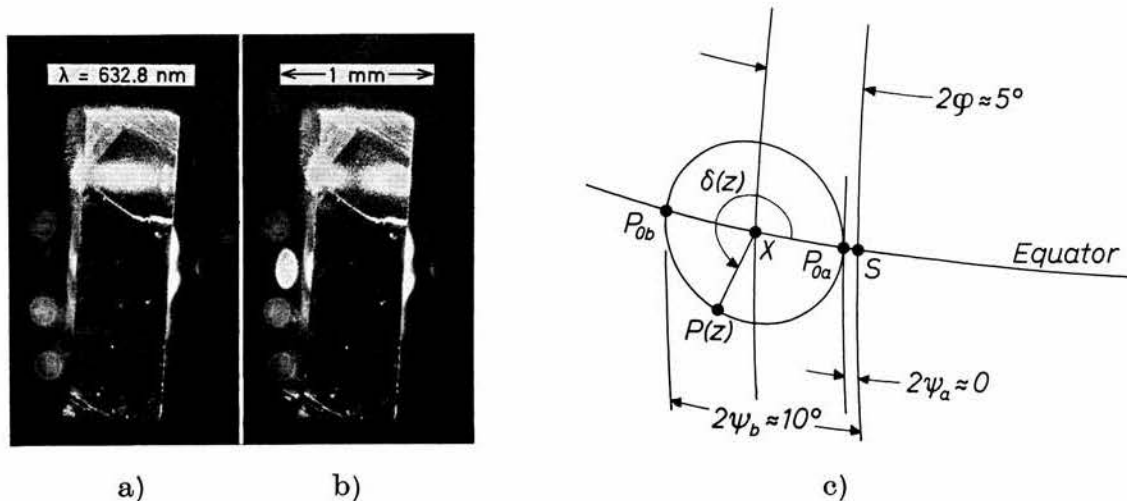 λ = 632.8 nm
1 mm
2φ≈5°
δ(z)
P0b
X
P0a
S
Equator
P(z)
2ψa≈0
2ψb≈10°
a)
b)
c)